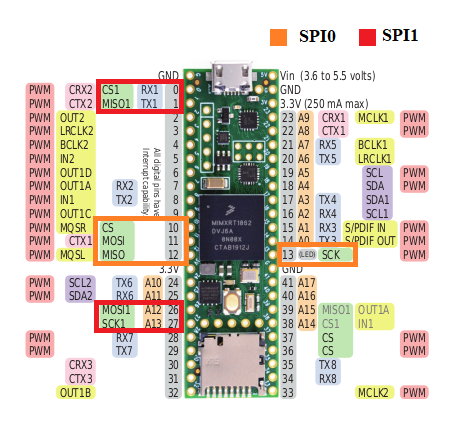 SPI0 SPI1
GND Vin (3.6 to 5.5 volts)
PWM CRX2 CS1 RX1 0 GND
PWM CTX2 MISO1 TX1 1 3.3V (250 mA max)
PWM OUT2 2 23 A9 CRX1 MCLK1 PWM
PWM LRCLK2 3 22 A8 CTX1 PWM
PWM BCLK2 4 21 A7 RX5 BCLK1
PWM IN2 5 20 A6 TX5 LRCLK1
PWM OUT1D 6 19 A5 SCL PWM
PWM OUT1A RX2 7 18 A4 SDA PWM
PWM IN1 TX2 8 17 A3 TX4 SDA1
PWM OUT1C 9 16 A2 RX4 SCL1
PWM MQSR CS 10 15 A1 RX3 S/PDIF IN PWM
PWM CTX1 MOSI 11 14 A0 TX3 S/PDIF OUT PWM
PWM MQSL MISO 12 13 (LED) SCK PWM
3.3V GND
PWM SCL2 TX6 A10 24 41 A17
PWM SDA2 RX6 A11 25 40 A16
MOSI1 A12 26 39 A15 MISO1 OUT1A
SCK1 A13 27 38 A14 CS1 IN1
PWM RX7 28 37 CS PWM
PWM TX7 29 36 CS PWM
CRX3 30 35 TX8
CTX3 31 34 RX8
OUT1B 32 33 MCLK2 PWM
All digital pins have
Interrupt capability
MIMXRT1062
DVJ6A
00N00X
CTAB1912J
5V